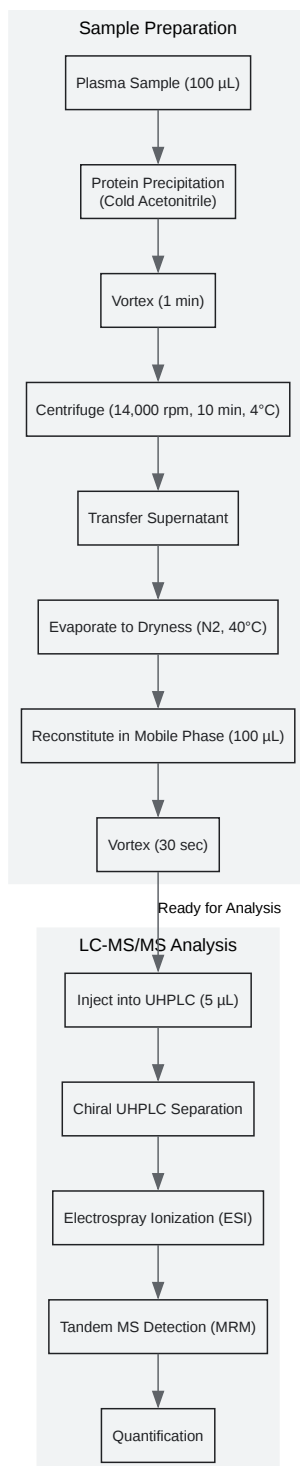 Sample Preparation
Plasma Sample (100 µL)
Protein Precipitation
(Cold Acetonitrile)
Vortex (1 min)
Centrifuge (14,000 rpm, 10 min, 4°C)
Transfer Supernatant
Evaporate to Dryness (N2, 40°C)
Reconstitute in Mobile Phase (100 µL)
Vortex (30 sec)
Ready for Analysis
LC-MS/MS Analysis
Inject into UHPLC (5 µL)
Chiral UHPLC Separation
Electrospray Ionization (ESI)
Tandem MS Detection (MRM)
Quantification